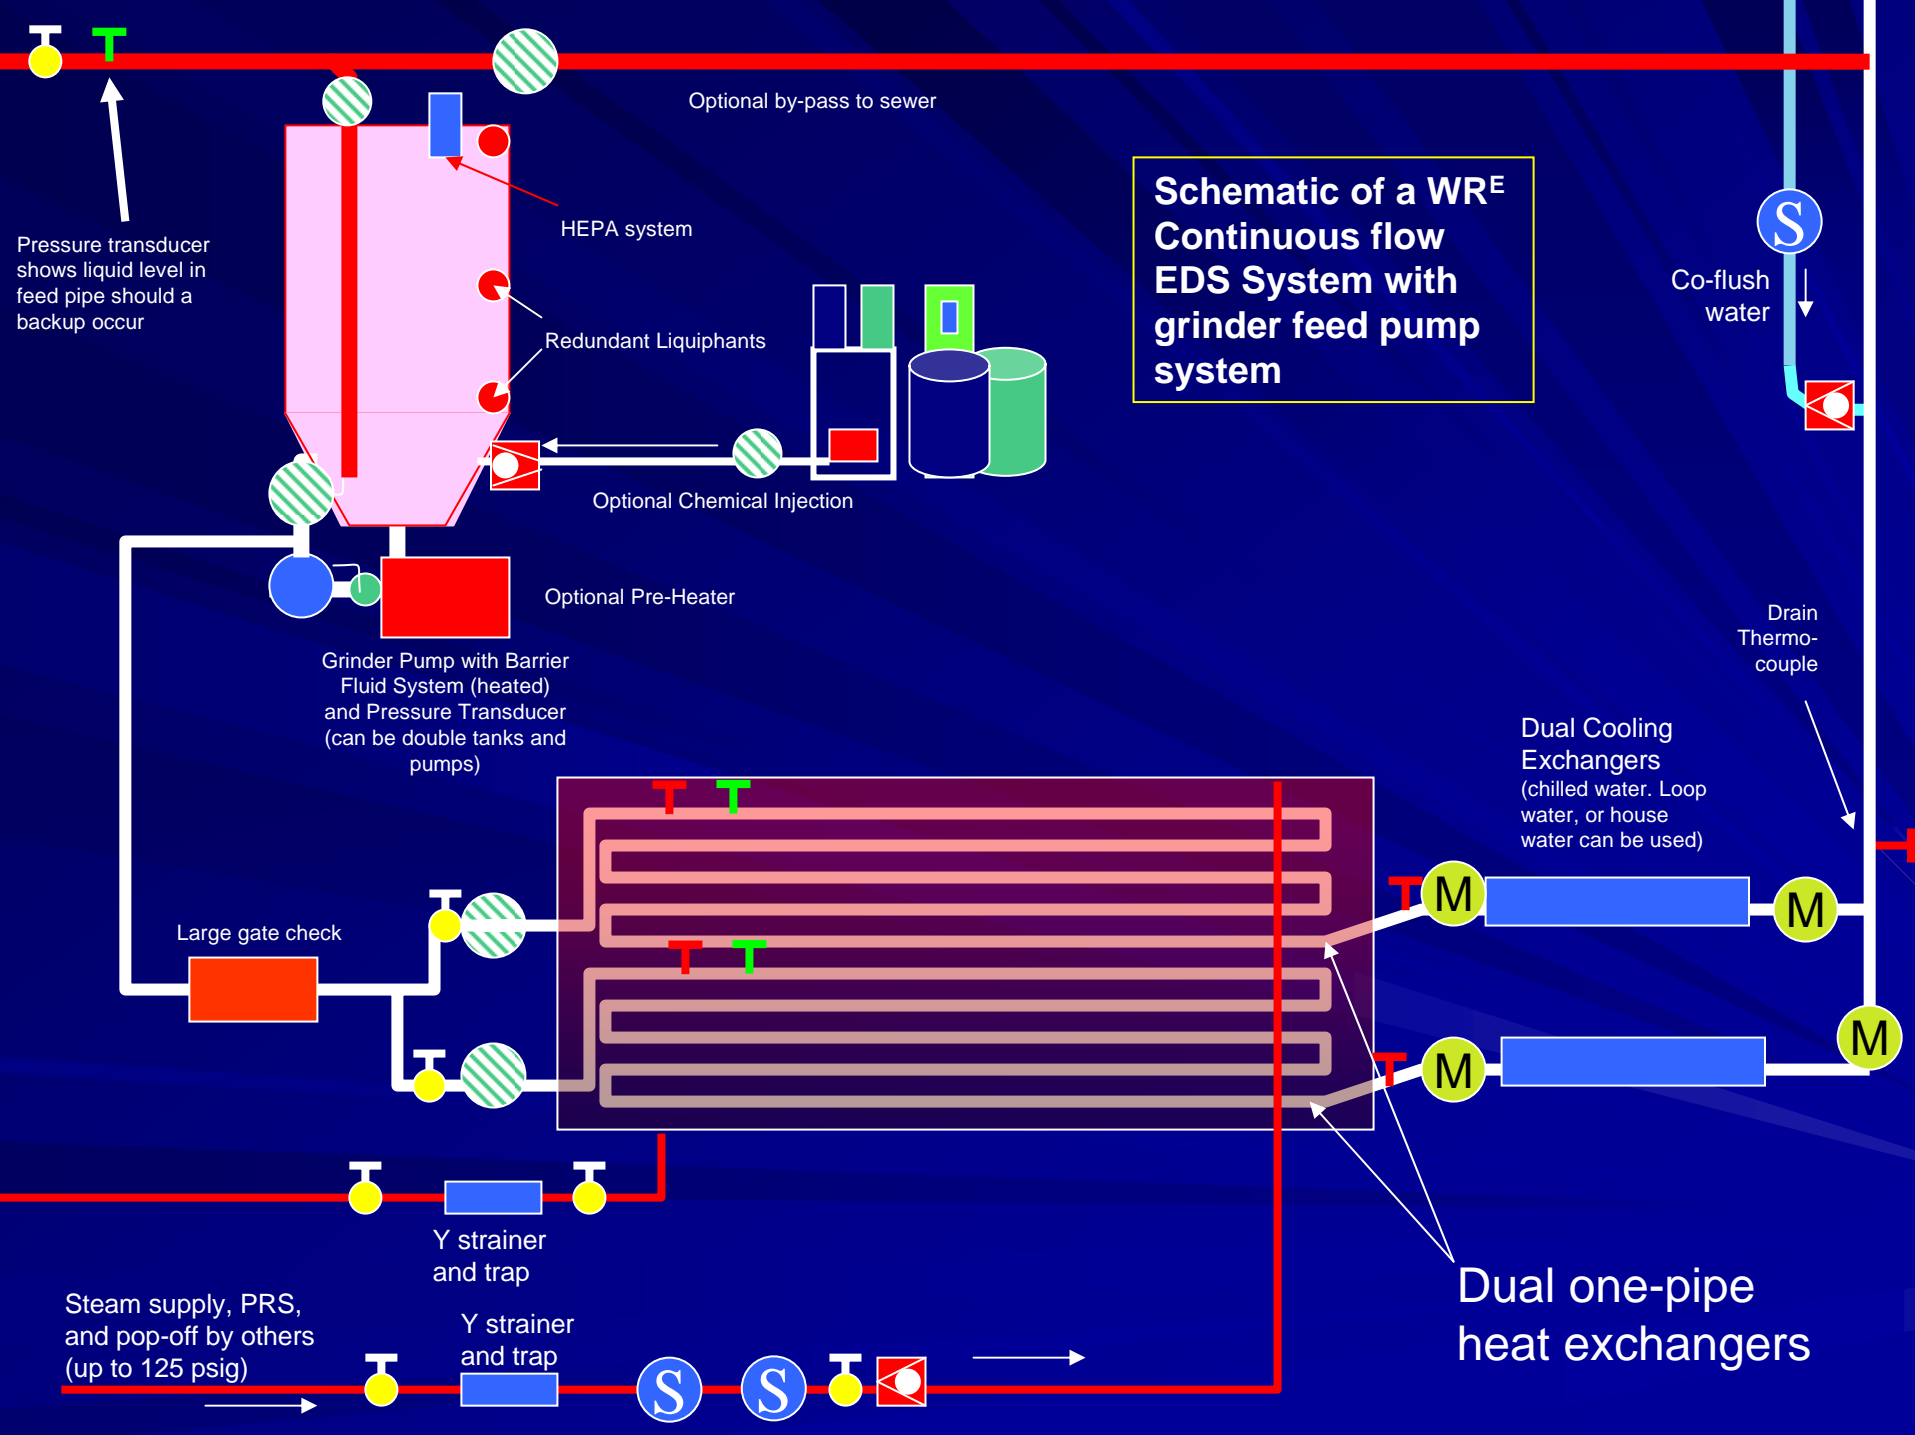 Optional by-pass to sewer
Schematic of a WRE
Continuous flow
EDS System with
grinder feed pump
system
S
HEPA system
Pressure transducer
shows liquid level in
feed pipe should a
backup occur
Co-flush
water
Redundant Liquiphants
Optional Chemical Injection
Optional Pre-Heater
Drain
Thermo-
couple
Grinder Pump with Barrier
Fluid System (heated)
and Pressure Transducer
(can be double tanks and
pumps)
Dual Cooling
Exchangers
(chilled water. Loop
water, or house
water can be used)
M
M
Large gate check
M
M
Y strainer
and trap
Dual one-pipe
heat exchangers
Steam supply, PRS,
and pop-off by others
(up to 125 psig)
Y strainer
and trap
S
S